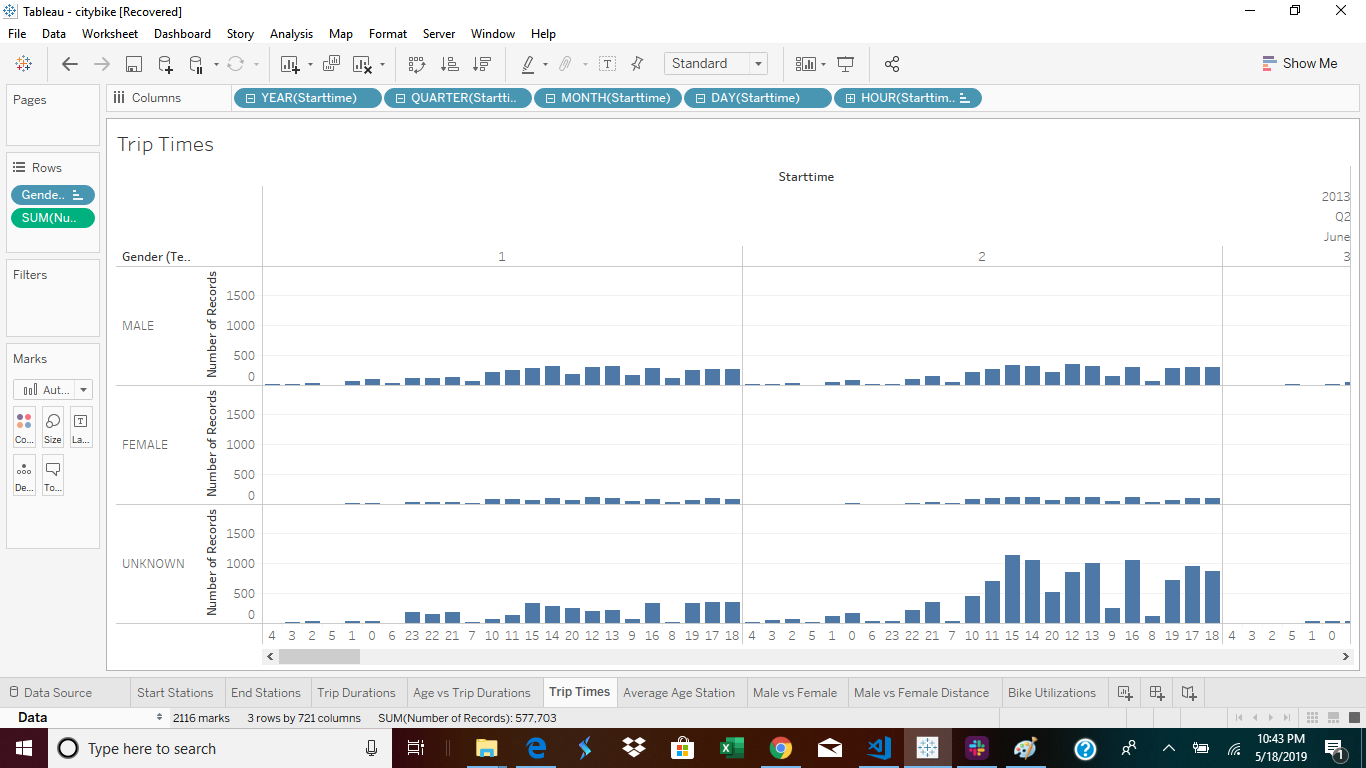 Tableau - citybike [Recovered]
File Data Worksheet Dashboard Story Analysis Map Format Server Window Help
Standard Show Me
Pages
Columns YEAR(Starttime) QUARTER(Startti.. MONTH(Starttime) DAY(Starttime) HOUR(Starttim..
Rows
Gende..
SUM(Nu..
Filters
Marks
Aut...
Co... Size La...
De... To...
Trip Times
Starttime
2013
Q2
June
Gender (Te.. 1 2 3
MALE
Number of Records
1500
1000
500
0
FEMALE
Number of Records
1500
1000
500
0
UNKNOWN
Number of Records
1500
1000
500
0
4 3 2 5 1 0 6 23 22 21 7 10 11 15 14 20 12 13 9 16 8 19 17 18 4 3 2 5 1 0 6 23 22 21 7 10 11 15 14 20 12 13 9 16 8 19 17 18 4 3 2 5 1 0
Data Source Start Stations End Stations Trip Durations Age vs Trip Durations Trip Times Average Age Station Male vs Female Male vs Female Distance Bike Utilizations
Data 2116 marks 3 rows by 721 columns SUM(Number of Records): 577,703
Type here to search
10:43 PM
5/18/2019
1